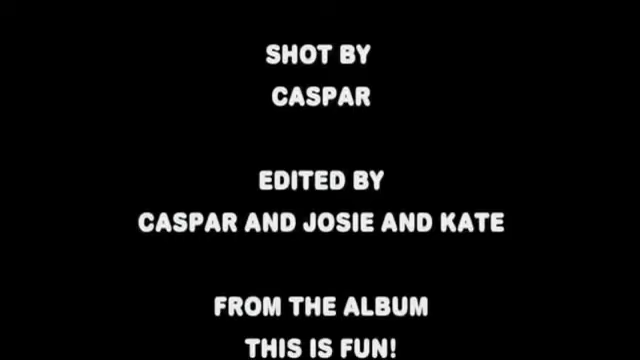 SHOT BY
CASPAR
EDITED BY
CASPAR AND JOSIE AND KATE
FROM THE ALBUM
THIS IS FUN!